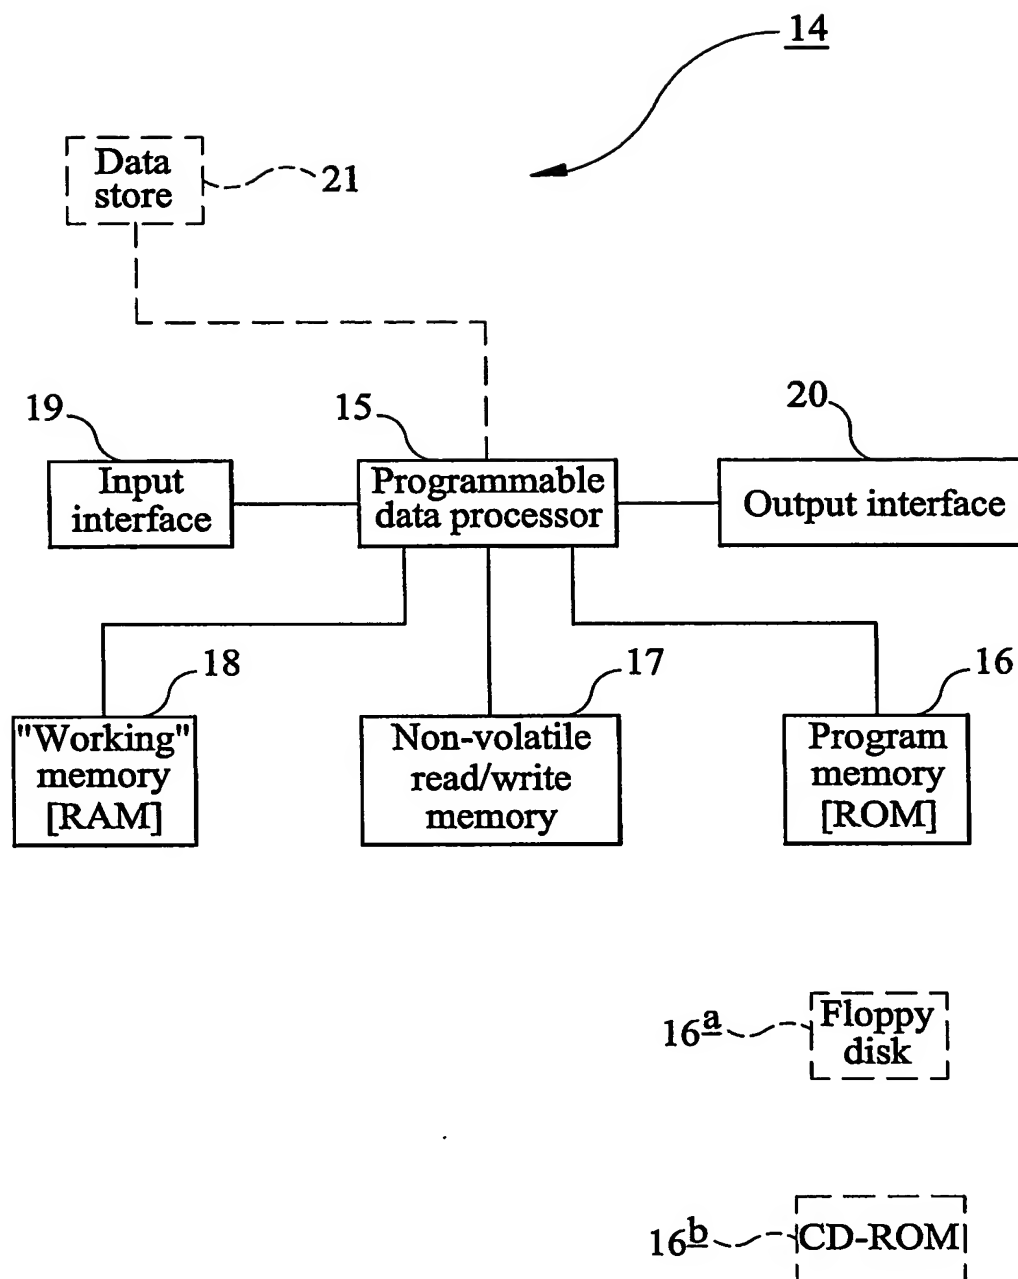 14
Data
store
21
19
15
20
Input
interface
Programmable
data processor
Output interface
18
17
16
"Working"
memory
[RAM]
Non-volatile
read/write
memory
Program
memory
[ROM]
16a
Floppy
disk
16b
CD-ROM